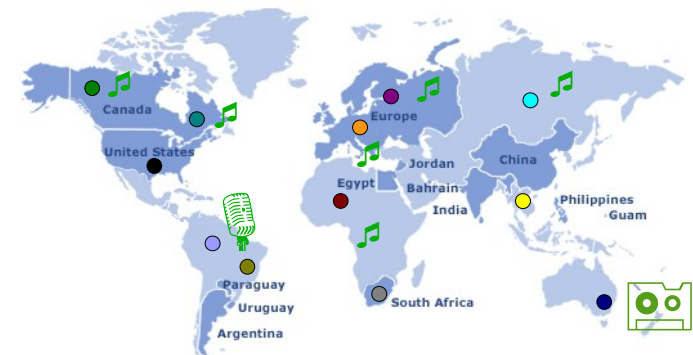 Canada
Europe
United States
China
Jordan
Egypt
Bahrain
India
Philippines
Guam
Paraguay
South Africa
Uruguay
Argentina